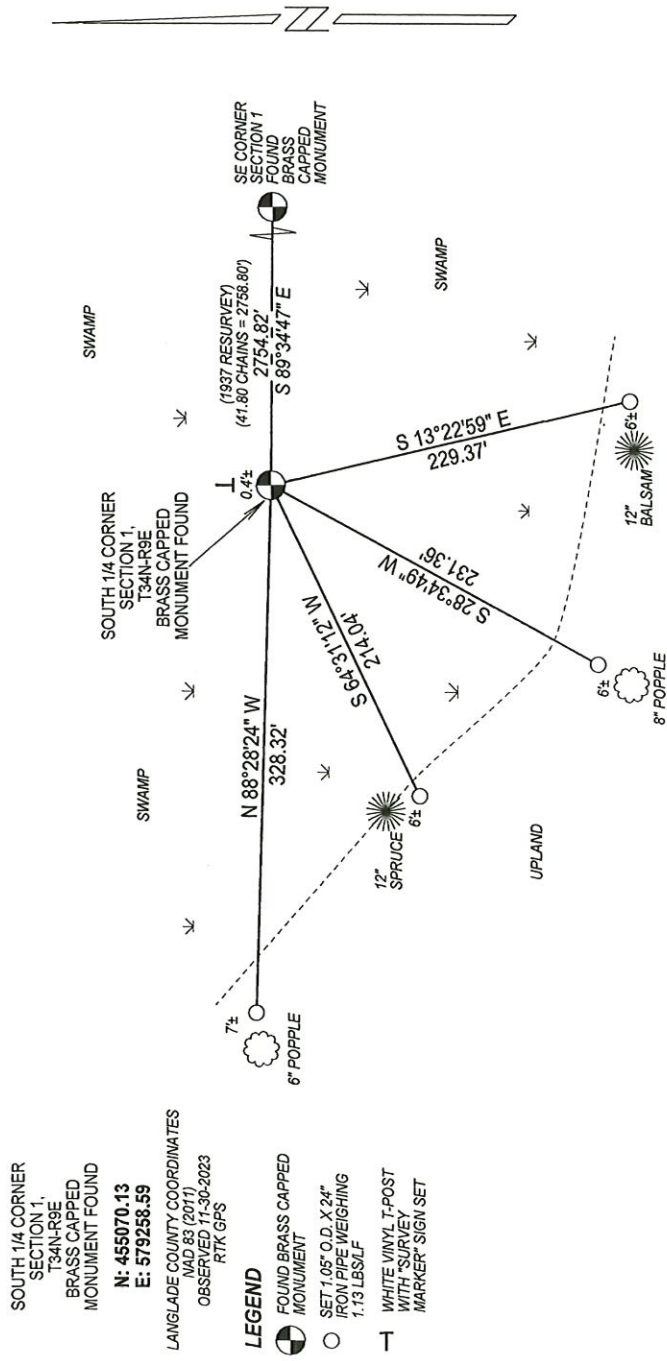 SOUTH 1/4 CORNER
SECTION 1,
T34N-R9E
BRASS CAPPED
MONUMENT FOUND
N: 455070.13
E: 579258.59
LANGLADE COUNTY COORDINATES
NAD 83 (2011)
OBSERVED 11-30-2023
RTK GPS
LEGEND
FOUND BRASS CAPPED
MONUMENT
SET 1.05" O.D. X 24"
IRON PIPE WEIGHING
1.13 LBS/LF
T
WHITE VINYL T-POST
WITH "SURVEY
MARKER" SIGN SET
SWAMP
SWAMP
SOUTH 1/4 CORNER
SECTION 1,
T34N-R9E
BRASS CAPPED
MONUMENT FOUND
T
0.4'±
(1937 RESURVEY)
(41.80 CHAINS = 2758.80')
2754.82'
S 89°34'47" E
SE CORNER
SECTION 1
FOUND
BRASS
CAPPED
MONUMENT
N
7'±
6" POPPLE
N 88°28'24" W
328.32'
S 64°31'12" W
214.04'
S 28°34'49" W
231.36'
S 13°22'59" E
229.37'
SWAMP
12"
SPRUCE
6'±
UPLAND
6'±
8" POPPLE
6'±
12"
BALSAM